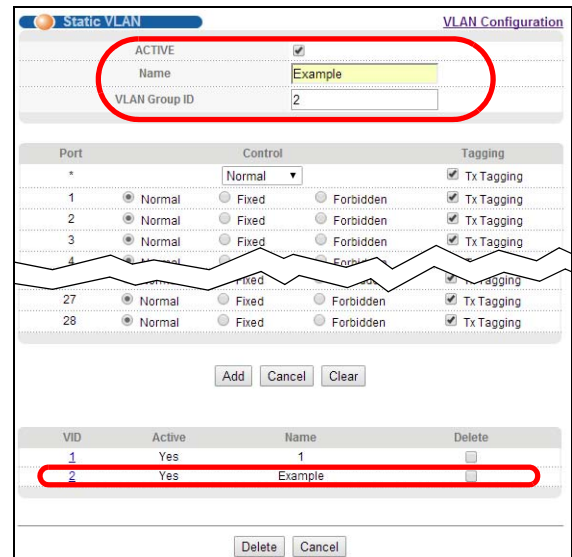 Static VLAN VLAN Configuration
ACTIVE
Name Example
VLAN Group ID 2
Port Control Tagging
* Normal Tx Tagging
1 Normal Fixed Forbidden Tx Tagging
2 Normal Fixed Forbidden Tx Tagging
3 Normal Fixed Forbidden Tx Tagging
4
Fixed Tx Tagging
27 Normal Fixed Forbidden Tx Tagging
28 Normal Fixed Forbidden Tx Tagging
Add Cancel Clear
VID Active Name Delete
1 Yes 1
2 Yes Example
Delete Cancel